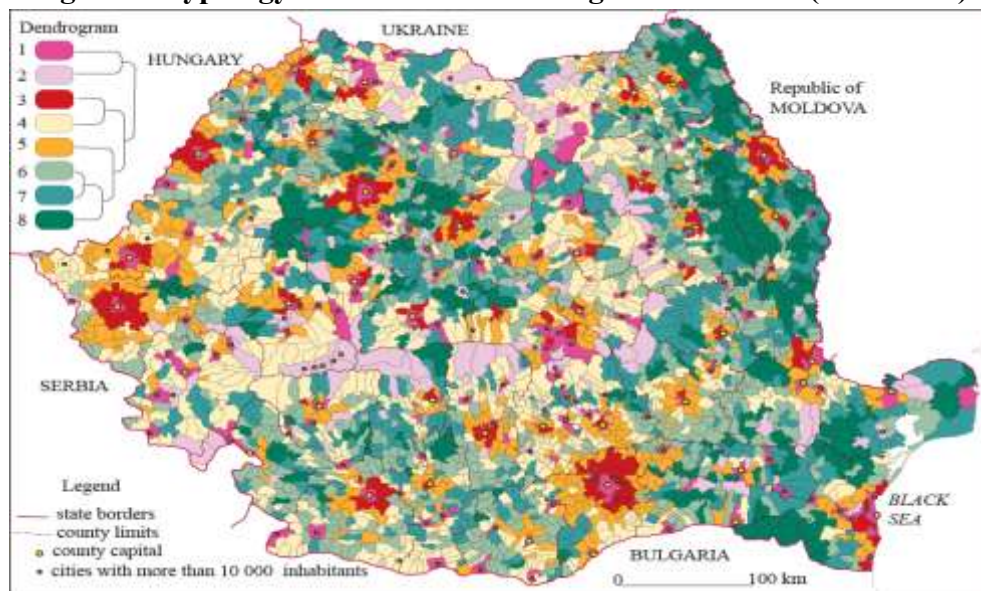 Dendrogram
1
2
3
4
5
6
7
8
UKRAINE
HUNGARY
Republic of
MOLDOVA
SERBIA
BLACK
SEA
BULGARIA
Legend
state borders
county limits
county capital
cities with more than 10 000 inhabitants
0 100 km